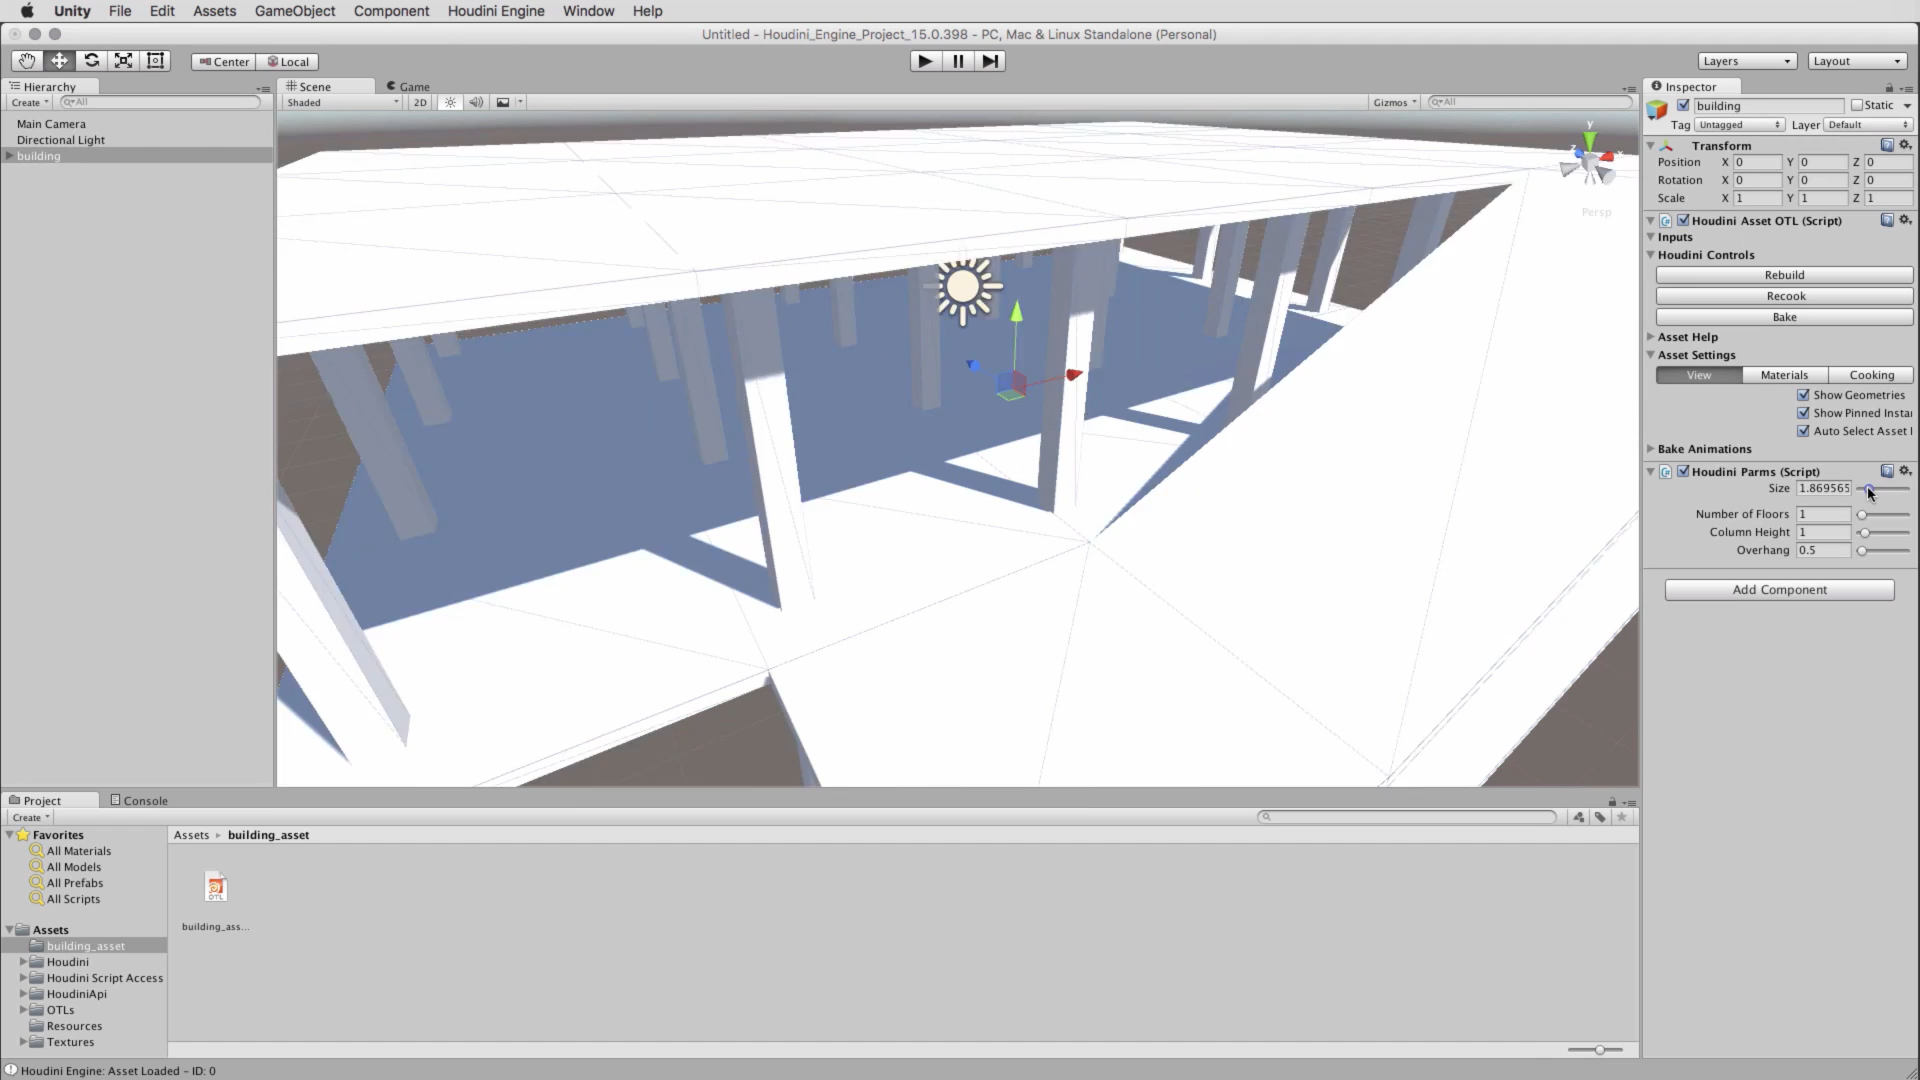 Unity File Edit Assets GameObject Component Houdini Engine Window Help
Untitled - Houdini_Engine_Project_15.0.398 - PC, Mac & Linux Standalone (Personal)
Center Local Layers Layout
Hierarchy
Create All
Main Camera
Directional Light
building
Scene Game
Shaded 2D Gizmos All
y
x
z
Persp
Inspector
building Static
Tag Untagged Layer Default
Transform
Position X 0 Y 0 Z 0
Rotation X 0 Y 0 Z 0
Scale X 1 Y 1 Z 1
Houdini Asset OTL (Script)
Inputs
Houdini Controls
Rebuild
Recook
Bake
Asset Help
Asset Settings
View Materials Cooking
Show Geometries
Show Pinned Insta
Auto Select Asset I
Bake Animations
Houdini Parms (Script)
Size 1.869565
Number of Floors 1
Column Height 1
Overhang 0.5
Add Component
Project Console
Create
Favorites
All Materials
All Models
All Prefabs
All Scripts
Assets
building_asset
Houdini
Houdini Script Access
HoudiniApi
OTLs
Resources
Textures
Assets building_asset
OTL
building_ass...
Houdini Engine: Asset Loaded - ID: 0